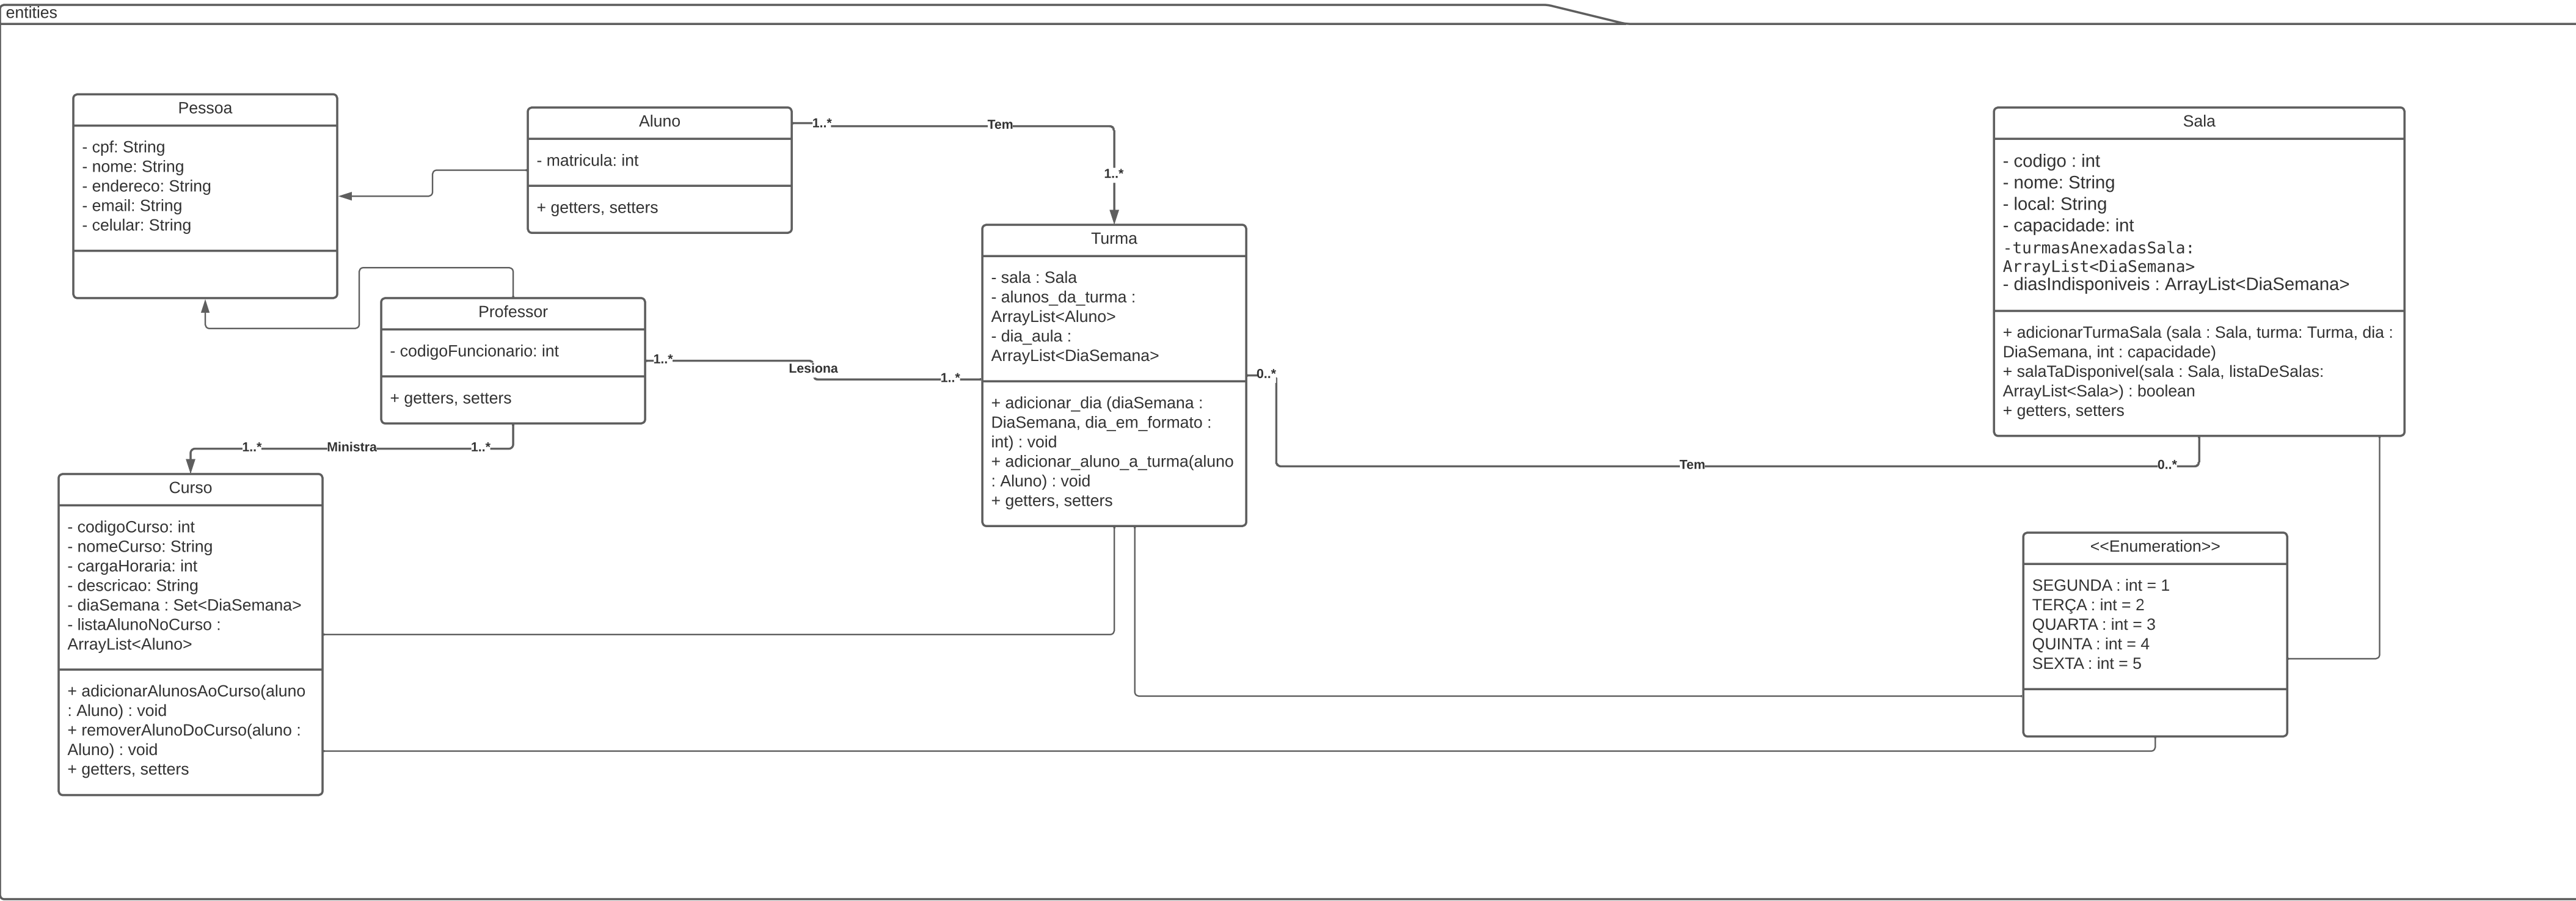 entities
Pessoa
- cpf: String
- nome: String
- endereco: String
- email: String
- celular: String
Aluno
- matricula: int
+ getters, setters
1..*
Tem
1..*
Professor
- codigoFuncionario: int
+ getters, setters
1..*
Lesiona
1..*
1..*
Ministra
1..*
Curso
- codigoCurso: int
- nomeCurso: String
- cargaHoraria: int
- descricao: String
- diaSemana : Set<DiaSemana>
- listaAlunoNoCurso :
ArrayList<Aluno>
+ adicionarAlunosAoCurso(aluno
: Aluno) : void
+ removerAlunoDoCurso(aluno :
Aluno) : void
+ getters, setters
Turma
- sala : Sala
- alunos_da_turma :
ArrayList<Aluno>
- dia_aula :
ArrayList<DiaSemana>
+ adicionar_dia (diaSemana :
DiaSemana, dia_em_formato :
int) : void
+ adicionar_aluno_a_turma(aluno
: Aluno) : void
+ getters, setters
0..*
Tem
0..*
Sala
- codigo : int
- nome: String
- local: String
- capacidade: int
-turmasAnexadasSala:
ArrayList<DiaSemana>
- diasIndisponiveis : ArrayList<DiaSemana>
+ adicionarTurmaSala (sala : Sala, turma: Turma, dia :
DiaSemana, int : capacidade)
+ salaTaDisponivel(sala : Sala, listaDeSalas:
ArrayList<Sala>) : boolean
+ getters, setters
<<Enumeration>>
SEGUNDA : int = 1
TERÇA : int = 2
QUARTA : int = 3
QUINTA : int = 4
SEXTA : int = 5